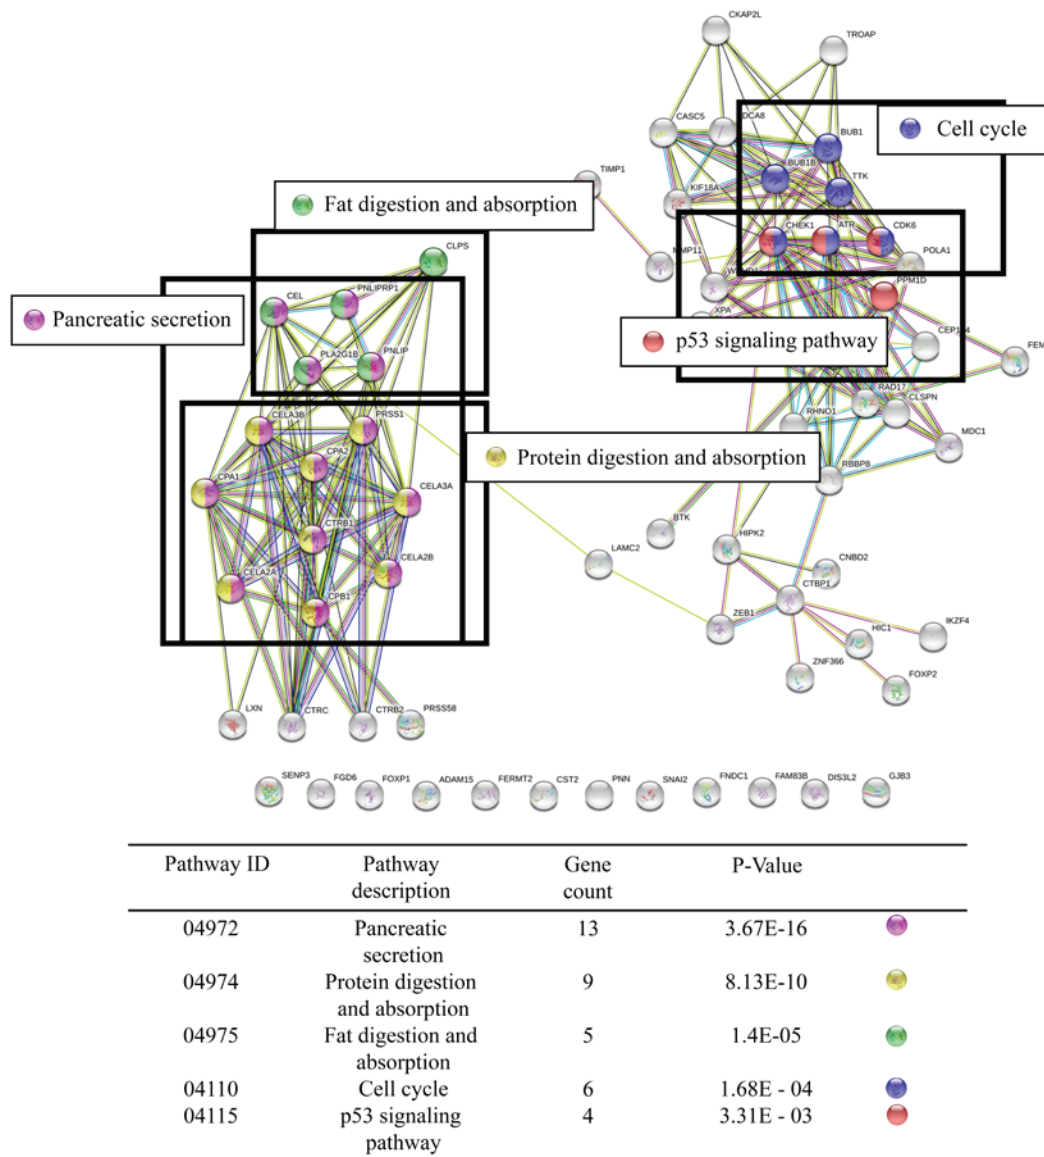 CKAP2L
TROAP
CASC5
DCA8
BUB1
Cell cycle
BUB1B
TTK
TIMP1
KIF18A
Fat digestion and absorption
CHEK1
ATR
CDK6
CLPS
MMP11
POLA1
PPM1D
CEL
PNLIPRP1
Pancreatic secretion
XPA
p53 signaling pathway
FEM
PLA2G1B
PNLIP
RAD17
CLSPN
CELA3B
PRSS1
RHNO1
MDC1
Protein digestion and absorption
CPA2
RBBP8
CPA1
CELA3A
CTRB1
BTK
HIPK2
CELA2A
CELA2B
LAMC2
CNBD2
CTBP1
CPB1
ZEB1
HIC1
IKZF4
ZNF366
FOXP2
LXN
CTRC
CTRB2
PRSS58
SENP3
FGD6
FOXP1
ADAM15
FERMT2
CST2
PNN
SNAI2
FNDC1
FAM83B
DIS3L2
GJB3
Pathway ID Pathway Gene P-Value
description count
04972 Pancreatic 13 3.67E-16
secretion
04974 Protein digestion 9 8.13E-10
and absorption
04975 Fat digestion and 5 1.4E-05
absorption
04110 Cell cycle 6 1.68E - 04
04115 p53 signaling 4 3.31E - 03
pathway